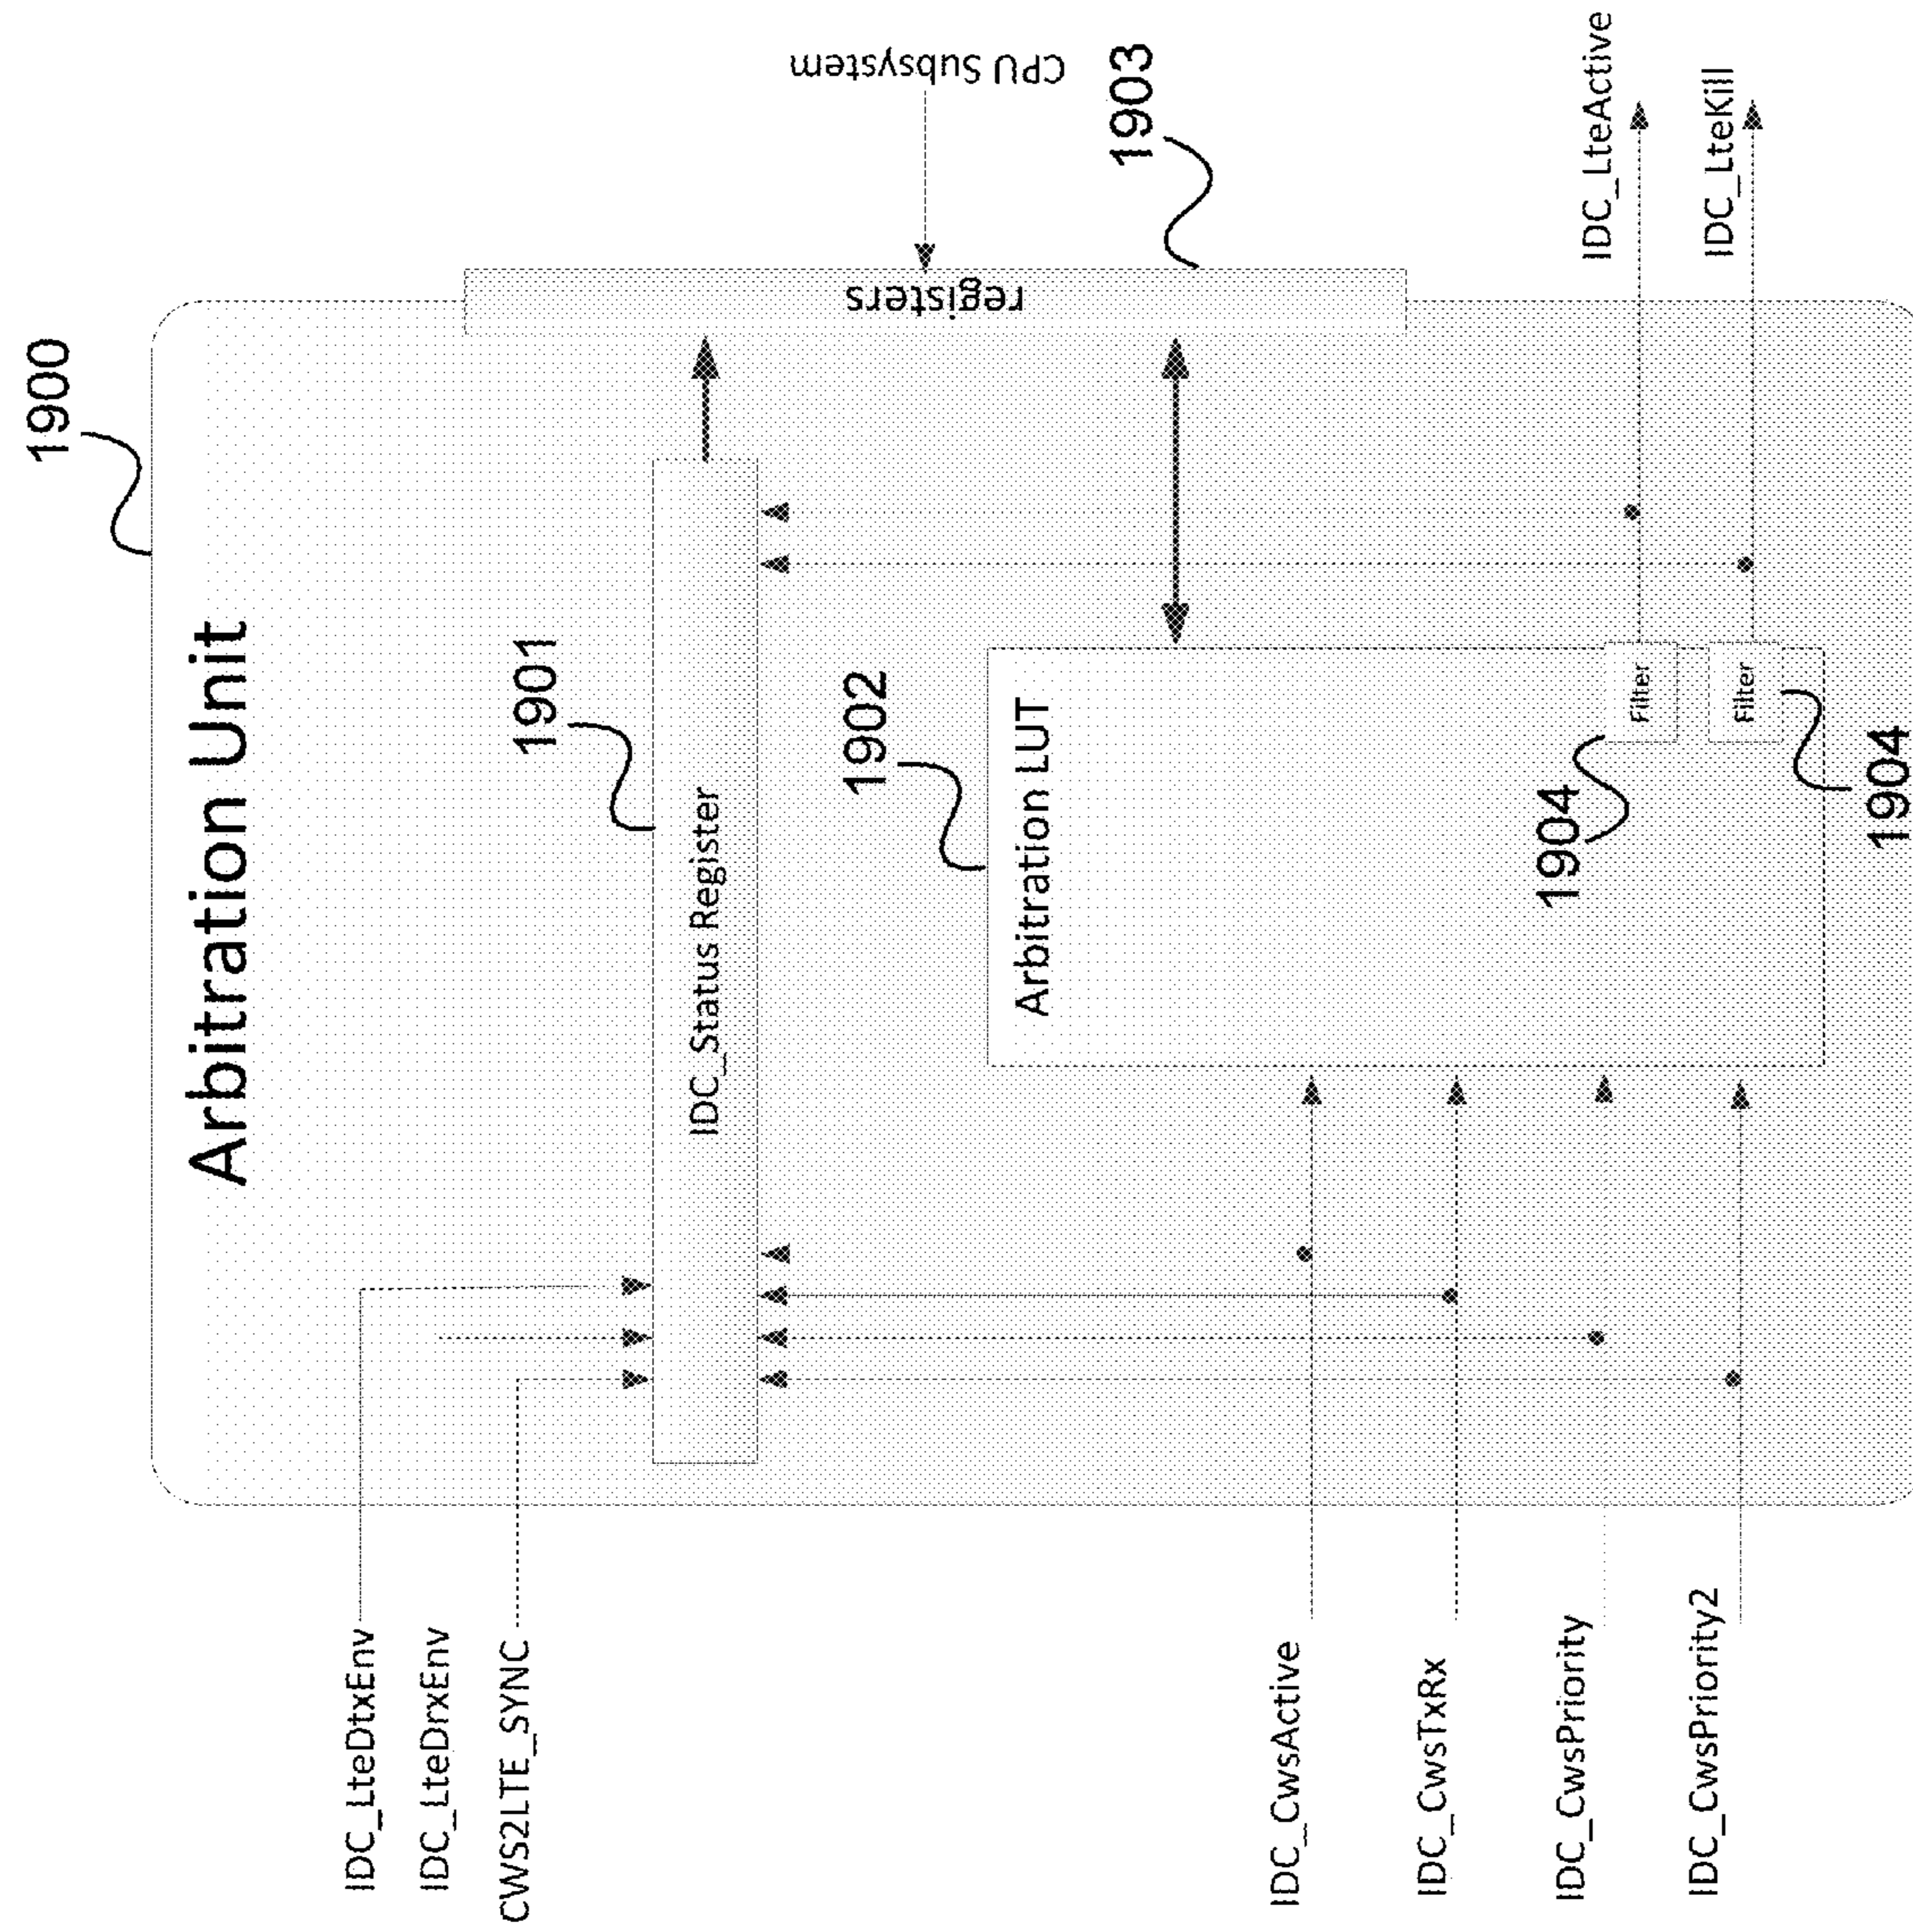 1900
Arbitration Unit
IDC_LteDtxEnv
IDC_LteDrxEnv
CWS2LTE_SYNC
1901
IDC_Status Register
registers
CPU Subsystem
1903
1902
Arbitration LUT
IDC_CwsActive
IDC_CwsTxRx
IDC_CwsPriority
IDC_CwsPriority2
1904
Filter
Filter
1904
IDC_LteActive
IDC_LteKill